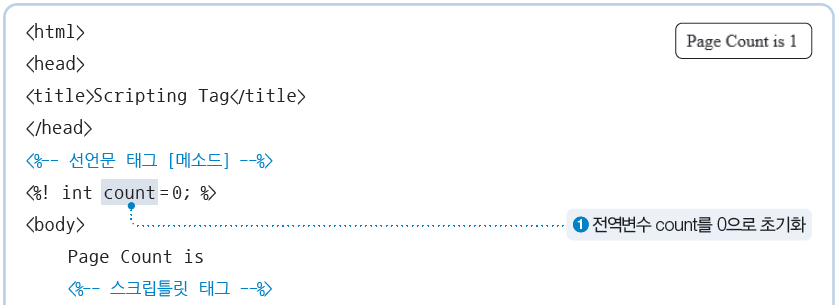 <html>
Page Count is 1
<head>
<title>Scripting Tag</title>
</head>
<%-- 선언문 태그 [메소드] --%>
<%! int count=0; %>
<body>
❶ 전역변수 count를 0으로 초기화
Page Count is
<%-- 스크립틀릿 태그 --%>